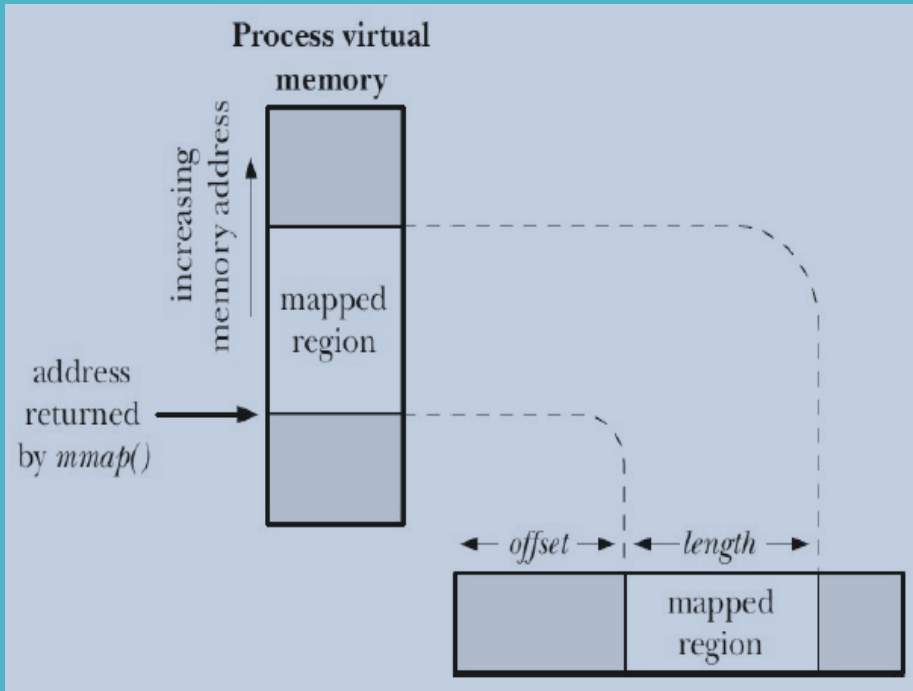 Process virtual
memory
increasing
memory address
mapped
region
address
returned
by mmap()
offset
length
mapped
region